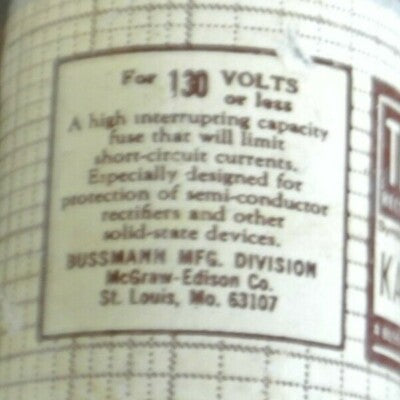 For 130 VOLTS
or less
A high interrupting capacity
fuse that will limit
short-circuit currents.
Especially designed for
protection of semi-conductor
rectifiers and other
solid-state devices.
BUSSMANN MFG. DIVISION
McGraw-Edison Co.
St. Louis, Mo. 63107
KA